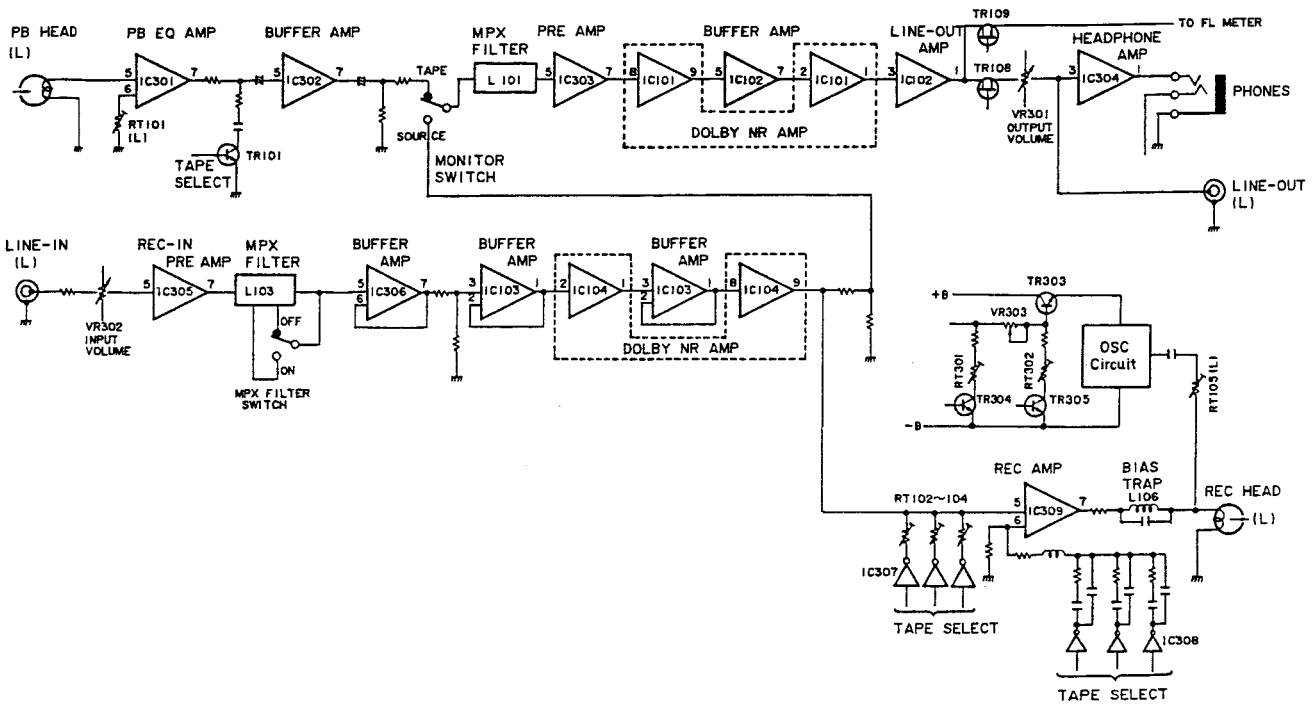 PB HEAD
(L)
PB EQ AMP
5
6
IC301
7
RT101
(L)
TR101
TAPE
SELECT
BUFFER AMP
5
IC302
7
TAPE
SOURCE
MONITOR
SWITCH
MPX
FILTER
L101
PRE AMP
5
IC303
7
8
IC101
9
5
IC102
7
2
IC101
1
DOLBY NR AMP
LINE-OUT
AMP
3
IC102
1
TR109
TR108
TO FL METER
VR301
OUTPUT
VOLUME
HEADPHONE
AMP
3
IC304
1
PHONES
LINE-OUT
(L)
LINE-IN
(L)
VR302
INPUT
VOLUME
REC-IN
PRE AMP
5
IC305
7
MPX
FILTER
L103
OFF
ON
MPX FILTER
SWITCH
BUFFER
AMP
5
6
IC306
7
BUFFER
AMP
3
2
IC103
1
2
IC104
1
BUFFER
AMP
3
2
IC103
1
8
IC104
9
DOLBY NR AMP
+B
TR303
VR303
RT301
RT302
TR304
TR305
-B
OSC
Circuit
RT105(L)
RT102~104
IC307
TAPE SELECT
REC AMP
5
6
IC309
7
BIAS
TRAP
L106
REC HEAD
(L)
IC308
TAPE SELECT